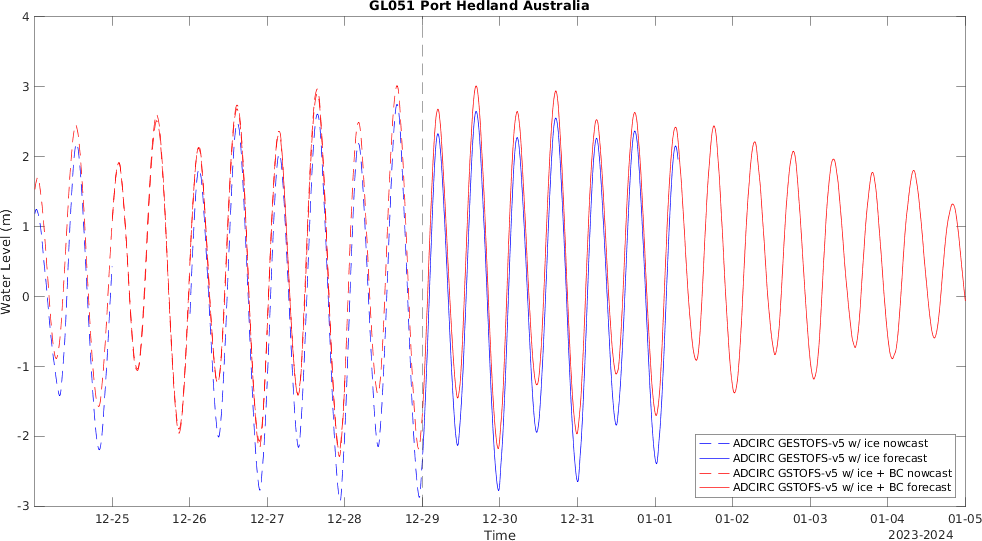 GL051 Port Hedland Australia
4
3
2
1
0
-1
-2
-3
Water Level (m)
12-25 12-26 12-27 12-28 12-29 12-30 12-31 01-01 01-02 01-03 01-04 01-05
Time
2023-2024
ADCIRC GESTOFS-v5 w/ ice nowcast
ADCIRC GESTOFS-v5 w/ ice forecast
ADCIRC GSTOFS-v5 w/ ice + BC nowcast
ADCIRC GSTOFS-v5 w/ ice + BC forecast